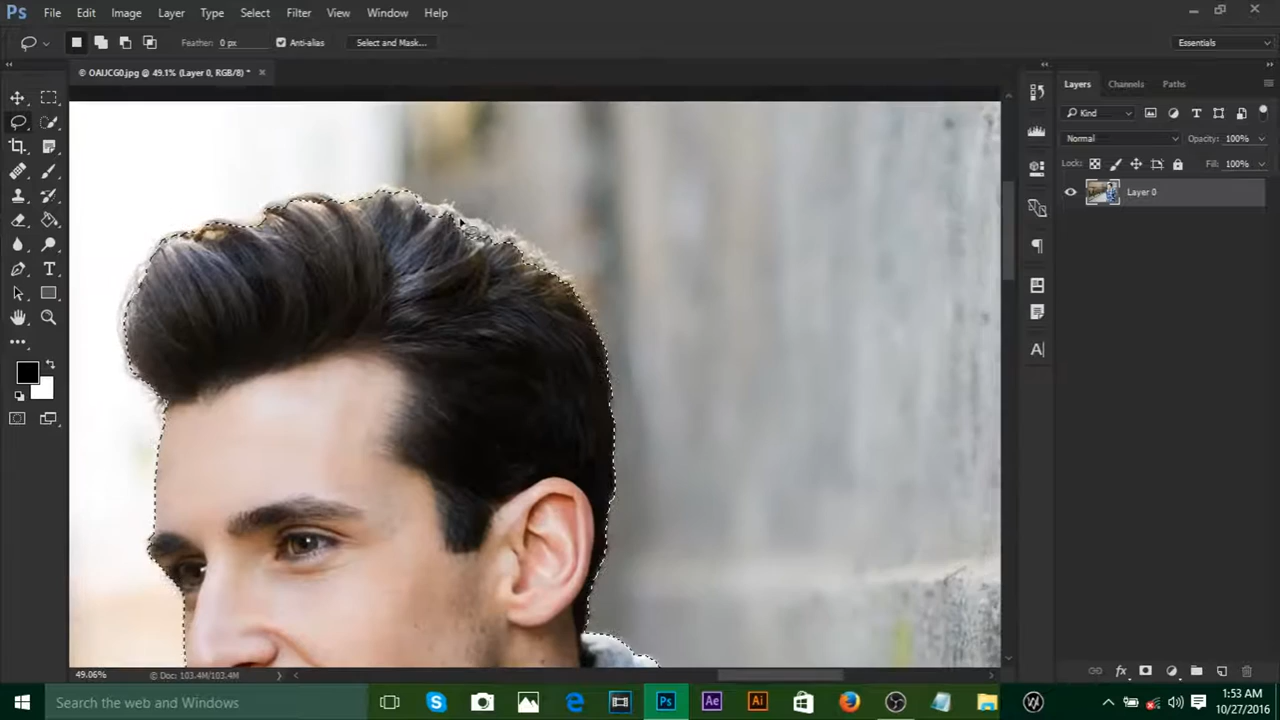 Ps File Edit Image Layer Type Select Filter View Window Help
Feather: 0 px Anti-alias Select and Mask... Essentials
© OAIJCG0.jpg @ 49.1% (Layer 0, RGB/8) * ×
Layers Channels Paths
Kind
Normal Opacity: 100%
Lock: Fill: 100%
Layer 0
49.06% Doc: 103.4M/103.4M
Search the web and Windows
Ps Ae Ai
1:53 AM
10/27/2016